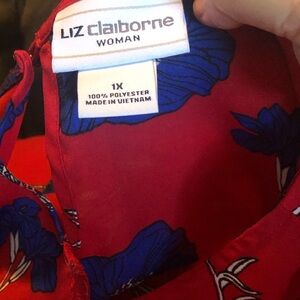 LIZ claiborne
WOMAN
1X
100% POLYESTER
MADE IN VIETNAM